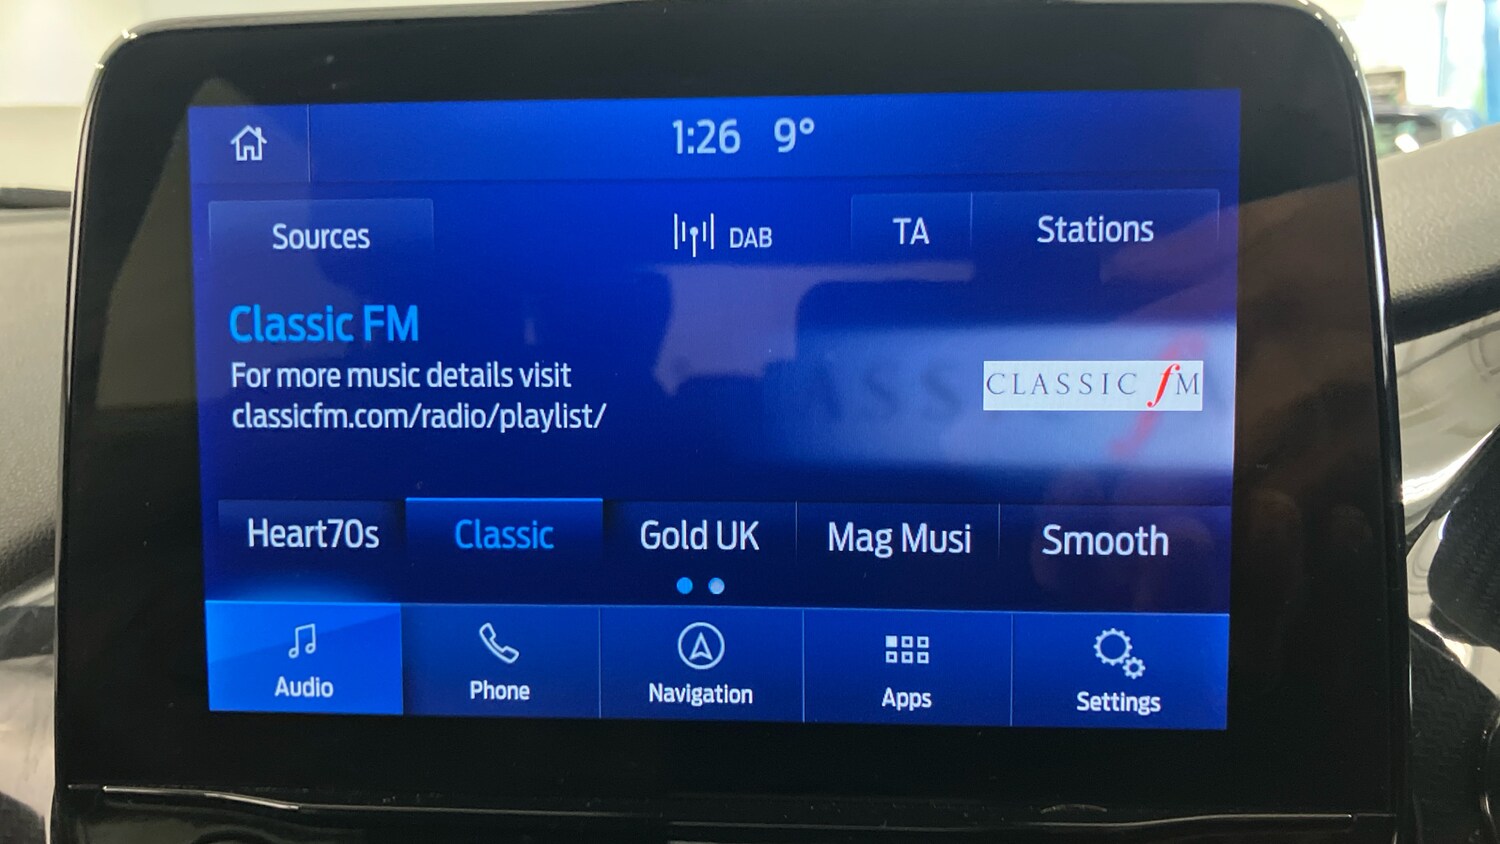 1:26 9°
Sources
DAB
TA
Stations
Classic FM
For more music details visit
classicfm.com/radio/playlist/
CLASSIC fM
Heart70s
Classic
Gold UK
Mag Musi
Smooth
Audio
Phone
Navigation
Apps
Settings